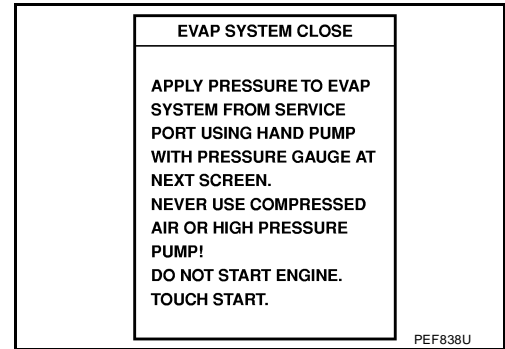 EVAP SYSTEM CLOSE
APPLY PRESSURE TO EVAP
SYSTEM FROM SERVICE
PORT USING HAND PUMP
WITH PRESSURE GAUGE AT
NEXT SCREEN.
NEVER USE COMPRESSED
AIR OR HIGH PRESSURE
PUMP!
DO NOT START ENGINE.
TOUCH START.
PEF838U